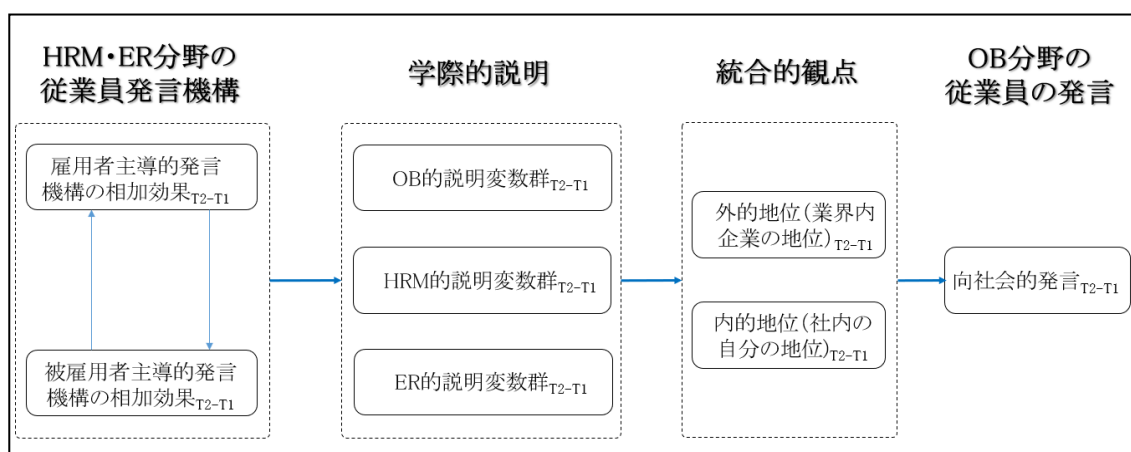 HRM・ER分野の
従業員発言機構
雇用者主導的発言
機構の相加効果T2-T1
被雇用者主導的発言
機構の相加効果T2-T1
学際的説明
OB的説明変数群T2-T1
HRM的説明変数群T2-T1
ER的説明変数群T2-T1
統合的観点
外的地位(業界内
企業の地位)T2-T1
内的地位(社内の
自分の地位)T2-T1
OB分野の
従業員の発言
向社会的発言T2-T1